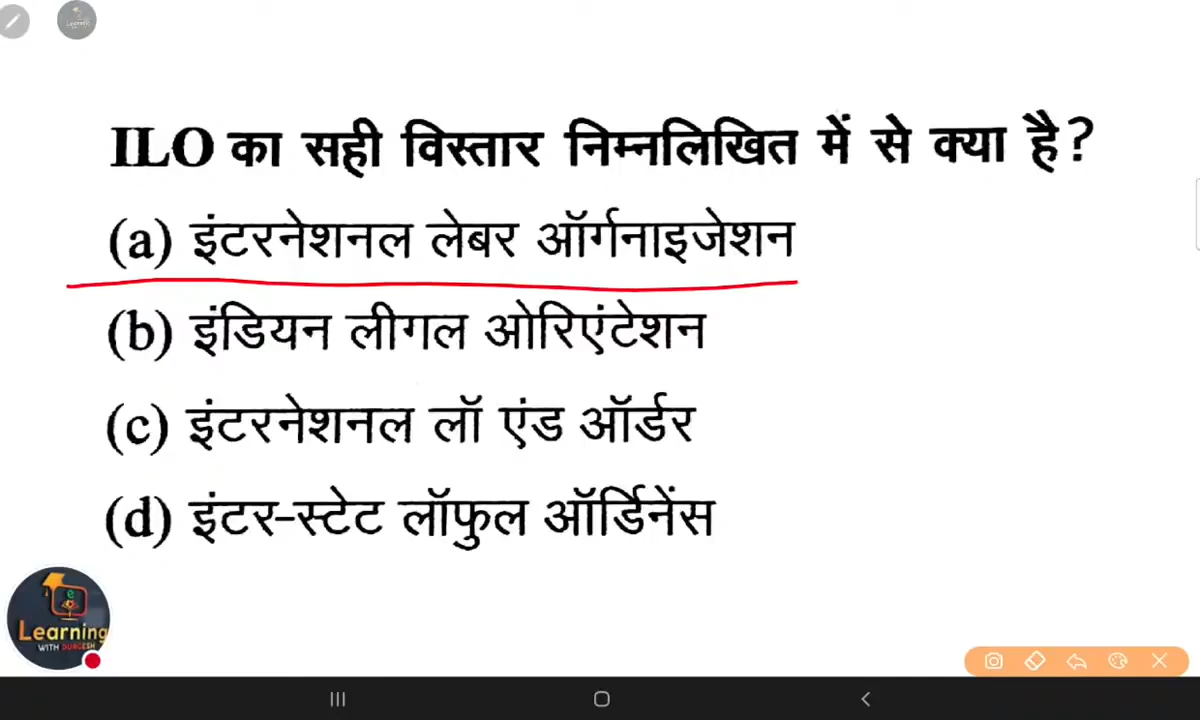 ILO का सही विस्तार निम्नलिखित में से क्या है?
(a) इंटरनेशनल लेबर ऑर्गनाइजेशन
(b) इंडियन लीगल ओरिएंटेशन
(c) इंटरनेशनल लॉ एंड ऑर्डर
(d) इंटर-स्टेट लॉफुल ऑर्डिनेंस
e
Learning
WITH DURGESH